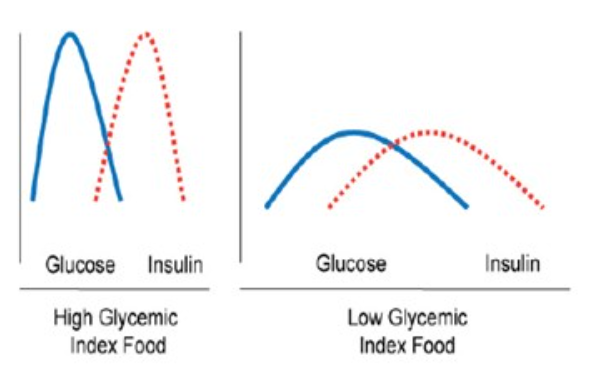 Glucose Insulin
High Glycemic
Index Food
Glucose Insulin
Low Glycemic
Index Food